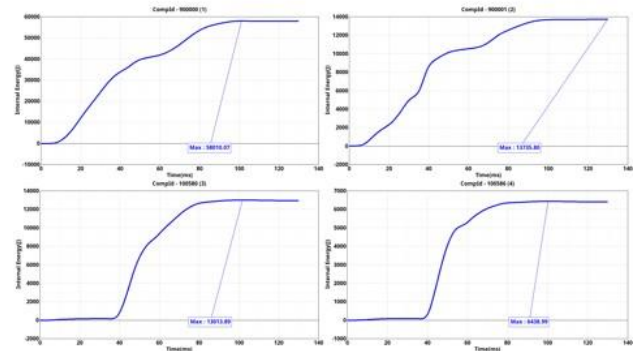 CompId - 900000 (1)
Internal Energy(J)
60000
50000
40000
30000
20000
10000
0
-10000
0 20 40 60 80 100 120 140
Time(ms)
Max - 58010.07
CompId - 900001 (2)
Internal Energy(J)
14000
12000
10000
8000
6000
4000
2000
0
-2000
0 20 40 60 80 100 120 140
Time(ms)
Max - 13735.80
CompId - 100580 (3)
Internal Energy(J)
14000
12000
10000
8000
6000
4000
2000
0
-2000
0 20 40 60 80 100 120 140
Time(ms)
Max - 13013.89
CompId - 100586 (4)
Internal Energy(J)
7000
6000
5000
4000
3000
2000
1000
0
-1000
0 20 40 60 80 100 120 140
Time(ms)
Max - 6428.99